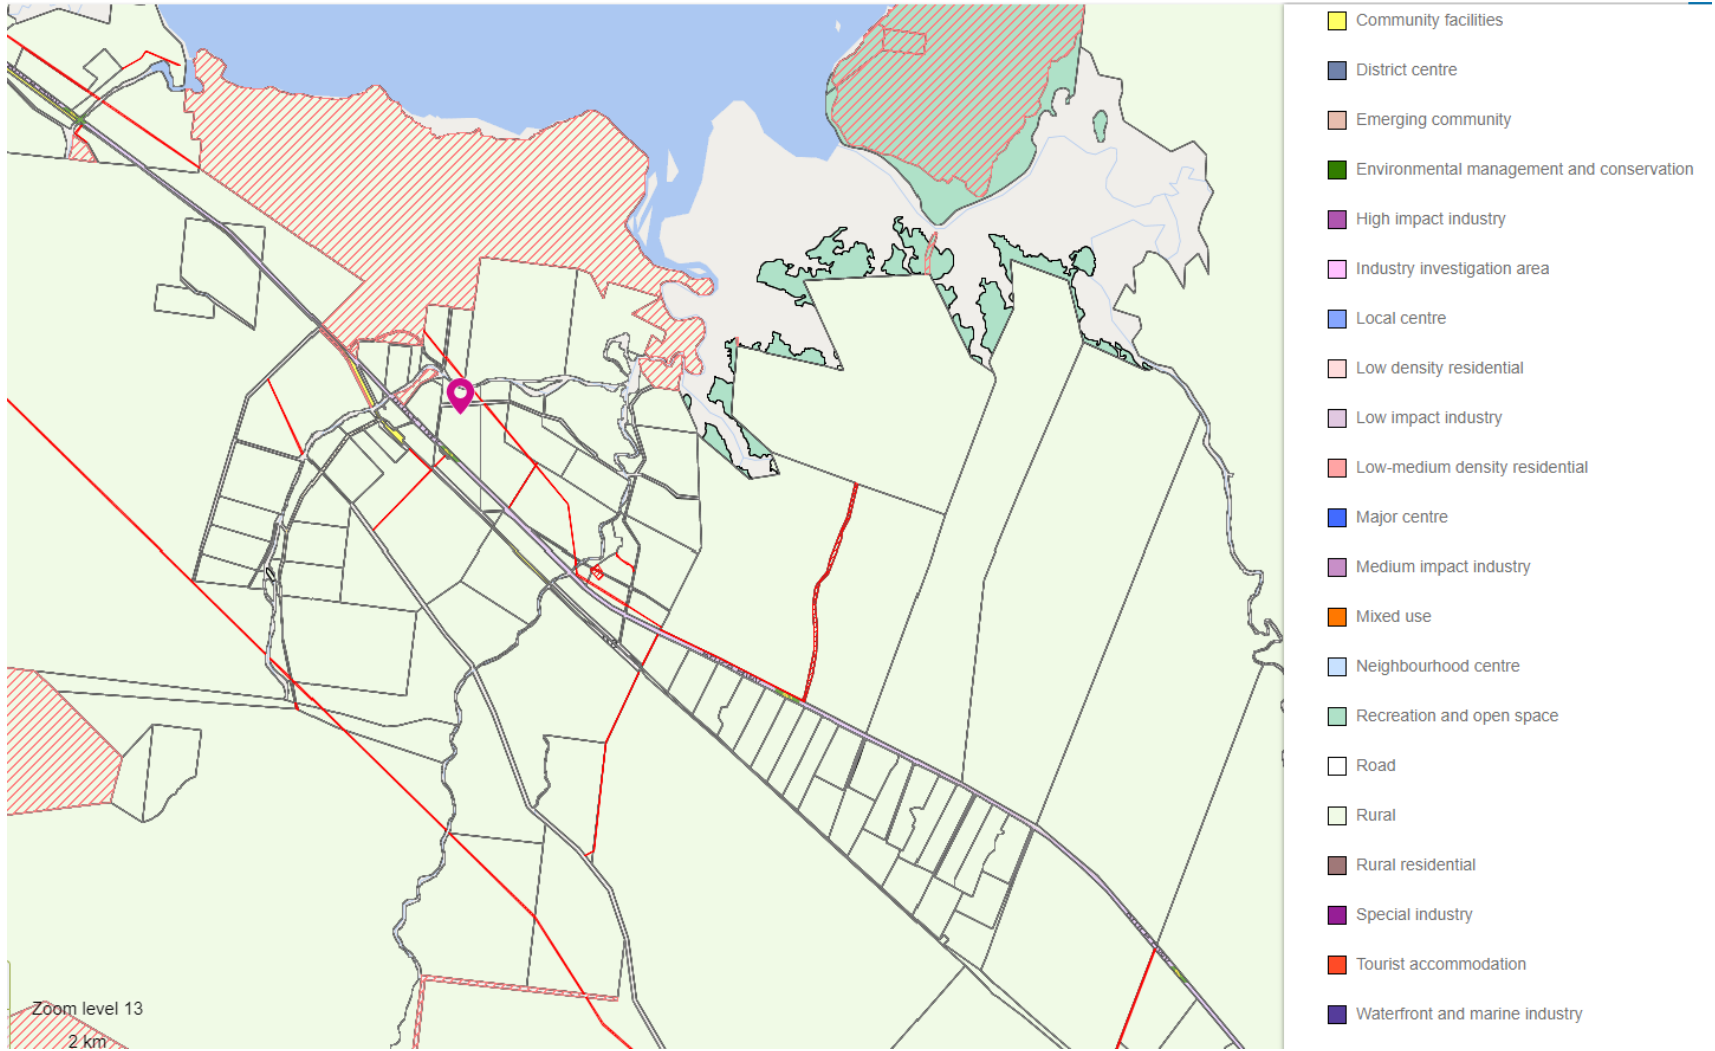 Community facilities
District centre
Emerging community
Environmental management and conservation
High impact industry
Industry investigation area
Local centre
Low density residential
Low impact industry
Low-medium density residential
Major centre
Medium impact industry
Mixed use
Neighbourhood centre
Recreation and open space
Road
Rural
Rural residential
Special industry
Tourist accommodation
Waterfront and marine industry
Zoom level 13
2 km